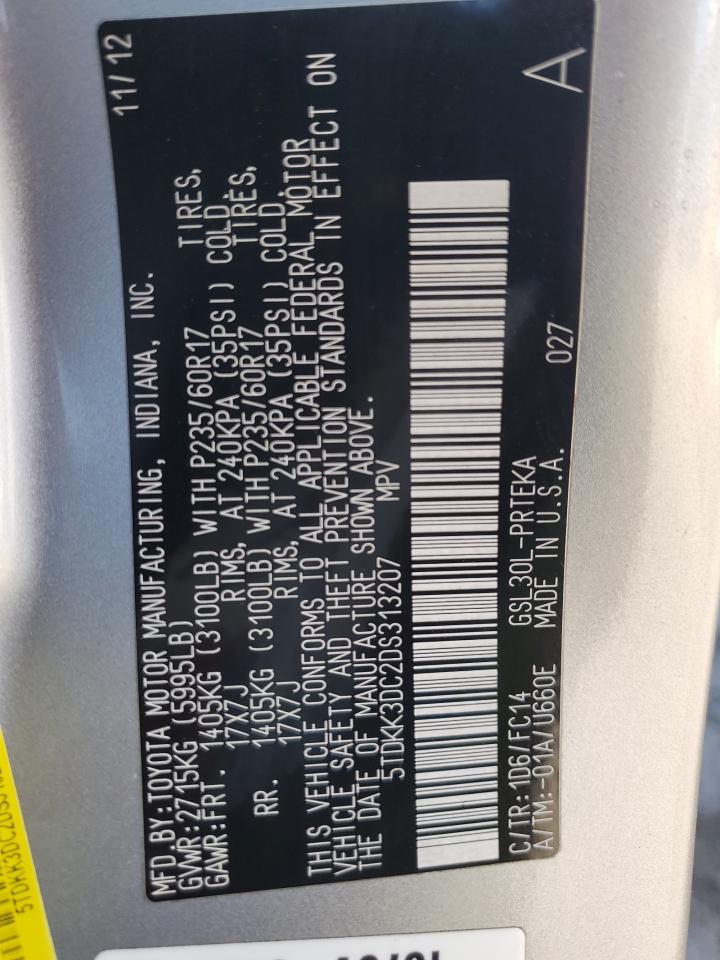 MFD.BY:TOYOTA MOTOR MANUFACTURING, INDIANA, INC. 11/12
GVWR:2715KG (5995LB)
GAWR:FRT. 1405KG (3100LB) WITH P235/60R17 TIRES,
17X7J RIMS, AT 240KPA (35PSI) COLD.
RR. 1405KG (3100LB) WITH P235/60R17 TIRES,
17X7J RIMS, AT 240KPA (35PSI) COLD.
THIS VEHICLE CONFORMS TO ALL APPLICABLE FEDERAL MOTOR
VEHICLE SAFETY AND THEFT PREVENTION STANDARDS IN EFFECT ON
THE DATE OF MANUFACTURE SHOWN ABOVE.
5TDKK3DC2DS313207 MPV
C/TR:1D6/FC14 GSL30L-PRTEKA 027 A
A/TM:-01A/U660E MADE IN U.S.A.